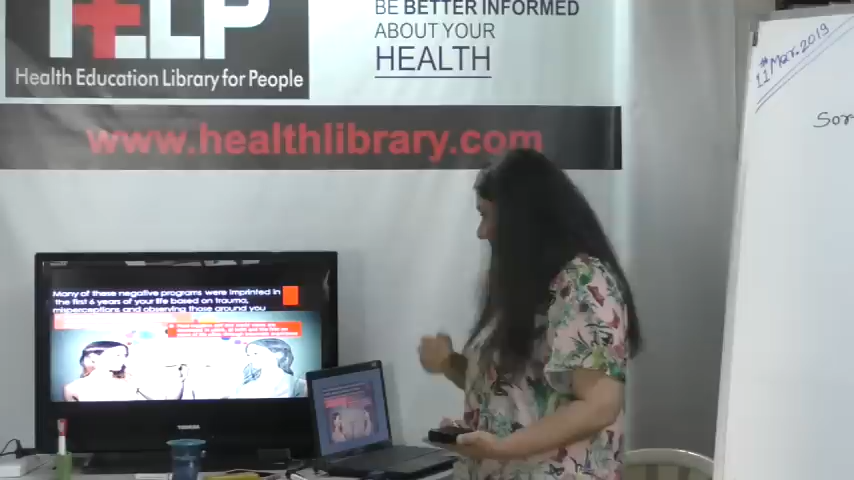 HELP
Health Education Library for People
BE BETTER INFORMED
ABOUT YOUR
HEALTH
www.healthlibrary.com
11 Mar. 2019
Many of these negative programs were imprinted in
the first 6 years of your life based on trauma,
misperceptions and observing those around you
TOSHIBA